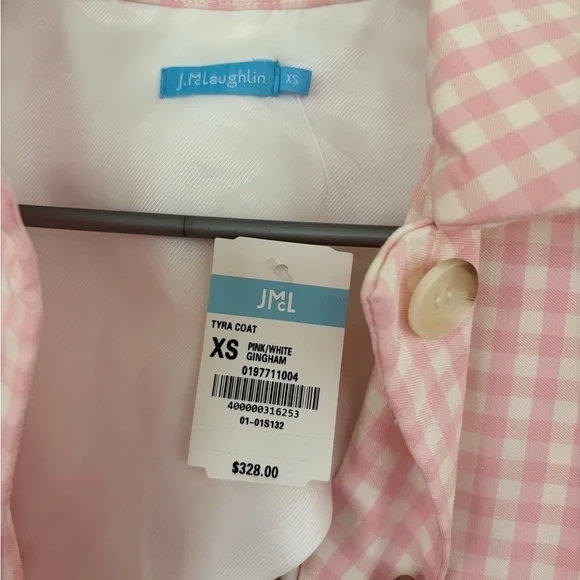 J.McLaughlin XS
JMcL
TYRA COAT
XS PINK/WHITE
GINGHAM
0197711004
400000316253
01-01S132
$328.00